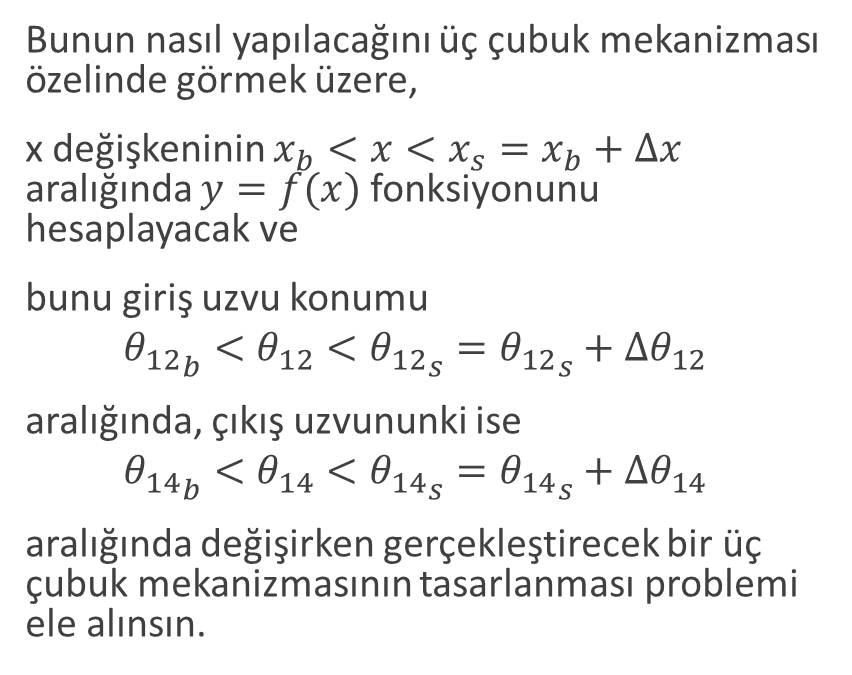 Bunun nasıl yapılacağını üç çubuk mekanizması
özelinde görmek üzere,
x değişkeninin $x_b < x < x_s = x_b + \Delta x$
aralığında $y = f(x)$ fonksiyonunu
hesaplayacak ve
bunu giriş uzvu konumu
$\theta_{12_b} < \theta_{12} < \theta_{12_s} = \theta_{12_s} + \Delta\theta_{12}$
aralığında, çıkış uzvununki ise
$\theta_{14_b} < \theta_{14} < \theta_{14_s} = \theta_{14_s} + \Delta\theta_{14}$
aralığında değişirken gerçekleştirecek bir üç
çubuk mekanizmasının tasarlanması problemi
ele alınsın.